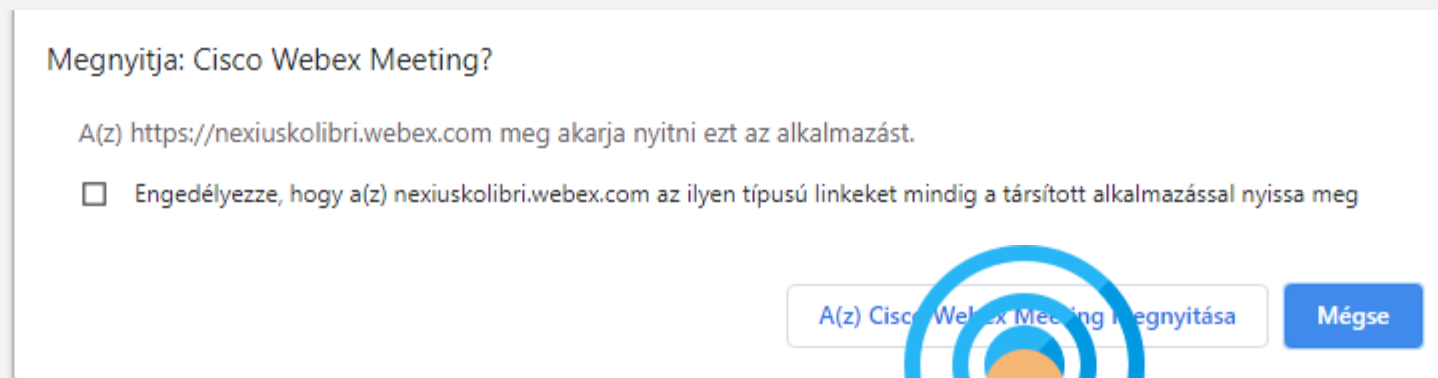 Megnyitja: Cisco Webex Meeting?
A(z) https://nexiuskolibri.webex.com meg akarja nyitni ezt az alkalmazást.
Engedélyezze, hogy a(z) nexiuskolibri.webex.com az ilyen típusú linkeket mindig a társított alkalmazással nyissa meg
A(z) Cisco Webex Meeting megnyitása
Mégse